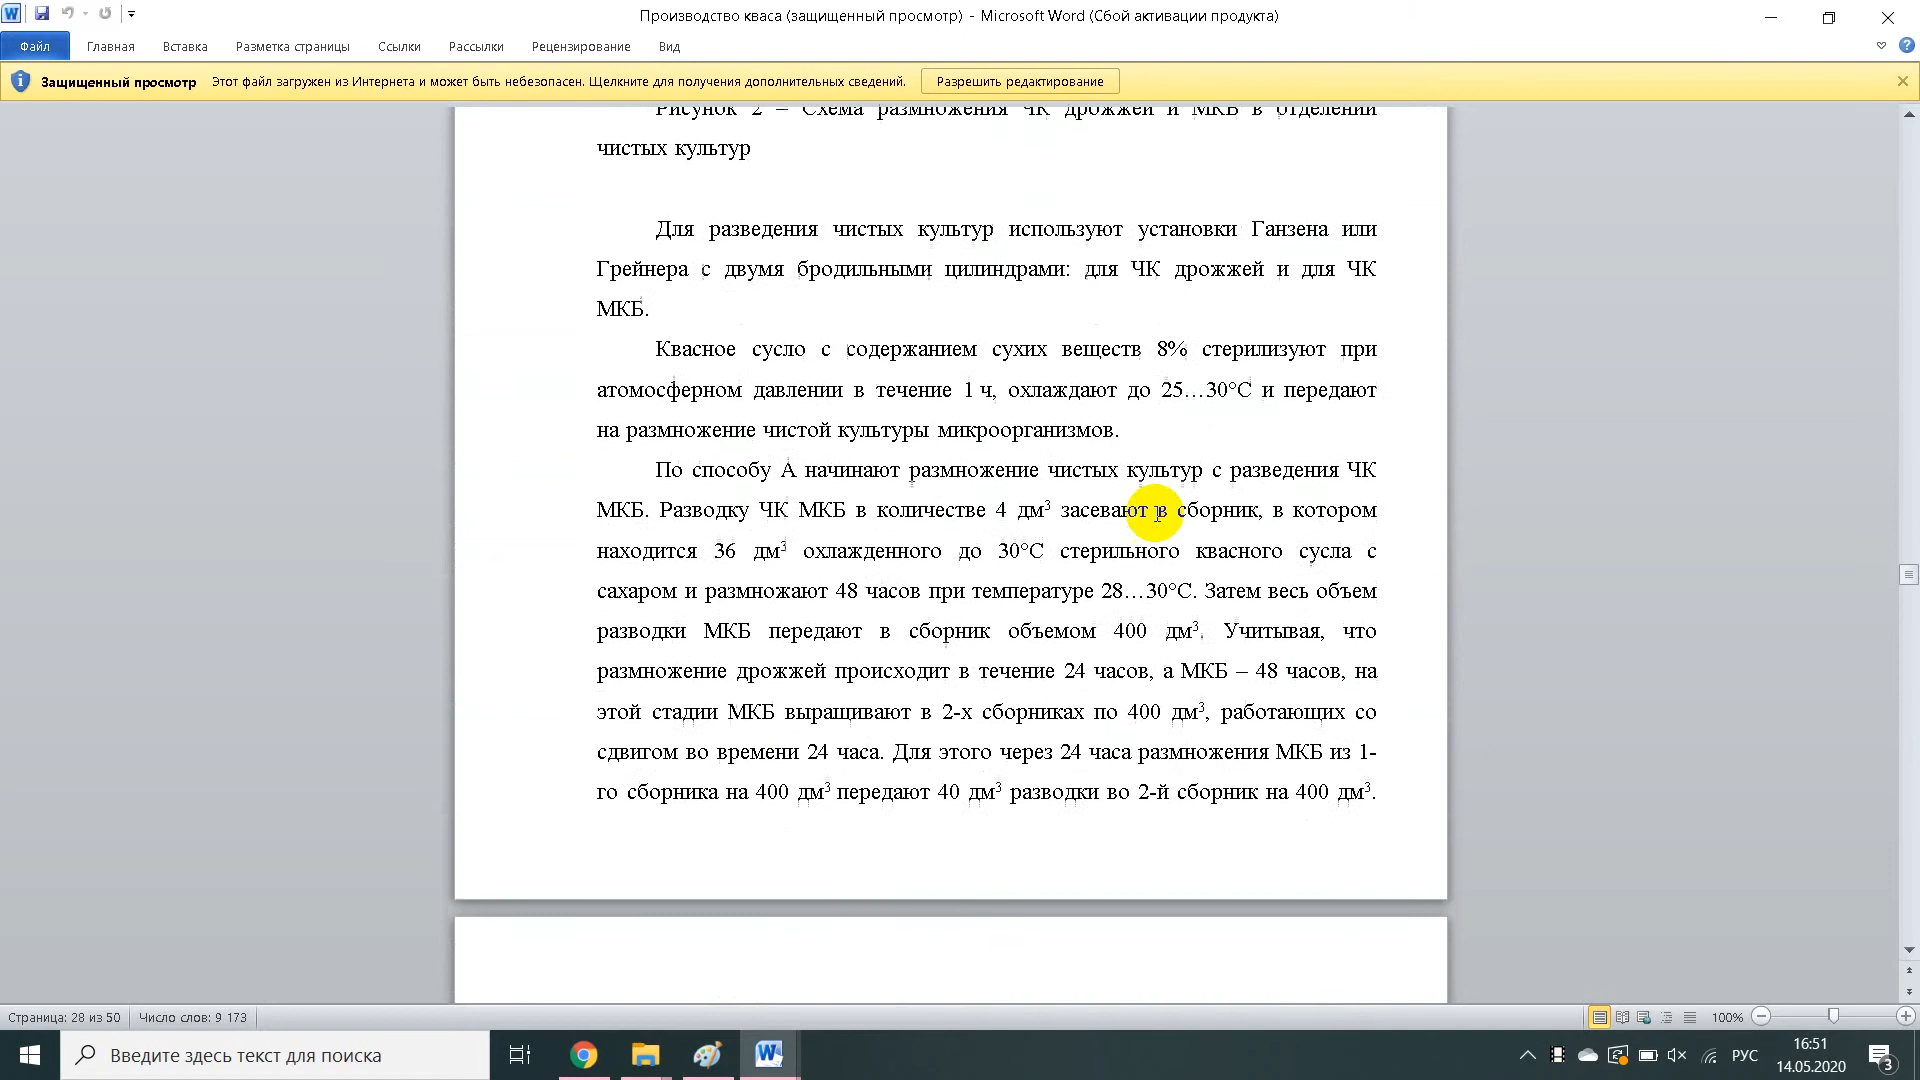 Производство кваса (защищенный просмотр) - Microsoft Word (Сбой активации продукта)
Файл Главная Вставка Разметка страницы Ссылки Рассылки Рецензирование Вид
Защищенный просмотр Этот файл загружен из Интернета и может быть небезопасен. Щелкните для получения дополнительных сведений. Разрешить редактирование
Рисунок 2 – Схема размножения ЧК дрожжей и МКБ в отделении
чистых культур
Для разведения чистых культур используют установки Ганзена или
Грейнера с двумя бродильными цилиндрами: для ЧК дрожжей и для ЧК
МКБ.
Квасное сусло с содержанием сухих веществ 8% стерилизуют при
атомосферном давлении в течение 1 ч, охлаждают до 25…30°С и передают
на размножение чистой культуры микроорганизмов.
По способу А начинают размножение чистых культур с разведения ЧК
МКБ. Разводку ЧК МКБ в количестве 4 дм³ засевают в сборник, в котором
находится 36 дм³ охлажденного до 30°С стерильного квасного сусла с
сахаром и размножают 48 часов при температуре 28…30°С. Затем весь объем
разводки МКБ передают в сборник объемом 400 дм³. Учитывая, что
размножение дрожжей происходит в течение 24 часов, а МКБ – 48 часов, на
этой стадии МКБ выращивают в 2-х сборниках по 400 дм³, работающих со
сдвигом во времени 24 часа. Для этого через 24 часа размножения МКБ из 1-
го сборника на 400 дм³ передают 40 дм³ разводки во 2-й сборник на 400 дм³.
Страница: 28 из 50 Число слов: 9 173 100%
Введите здесь текст для поиска РУС 16:51
14.05.2020 3